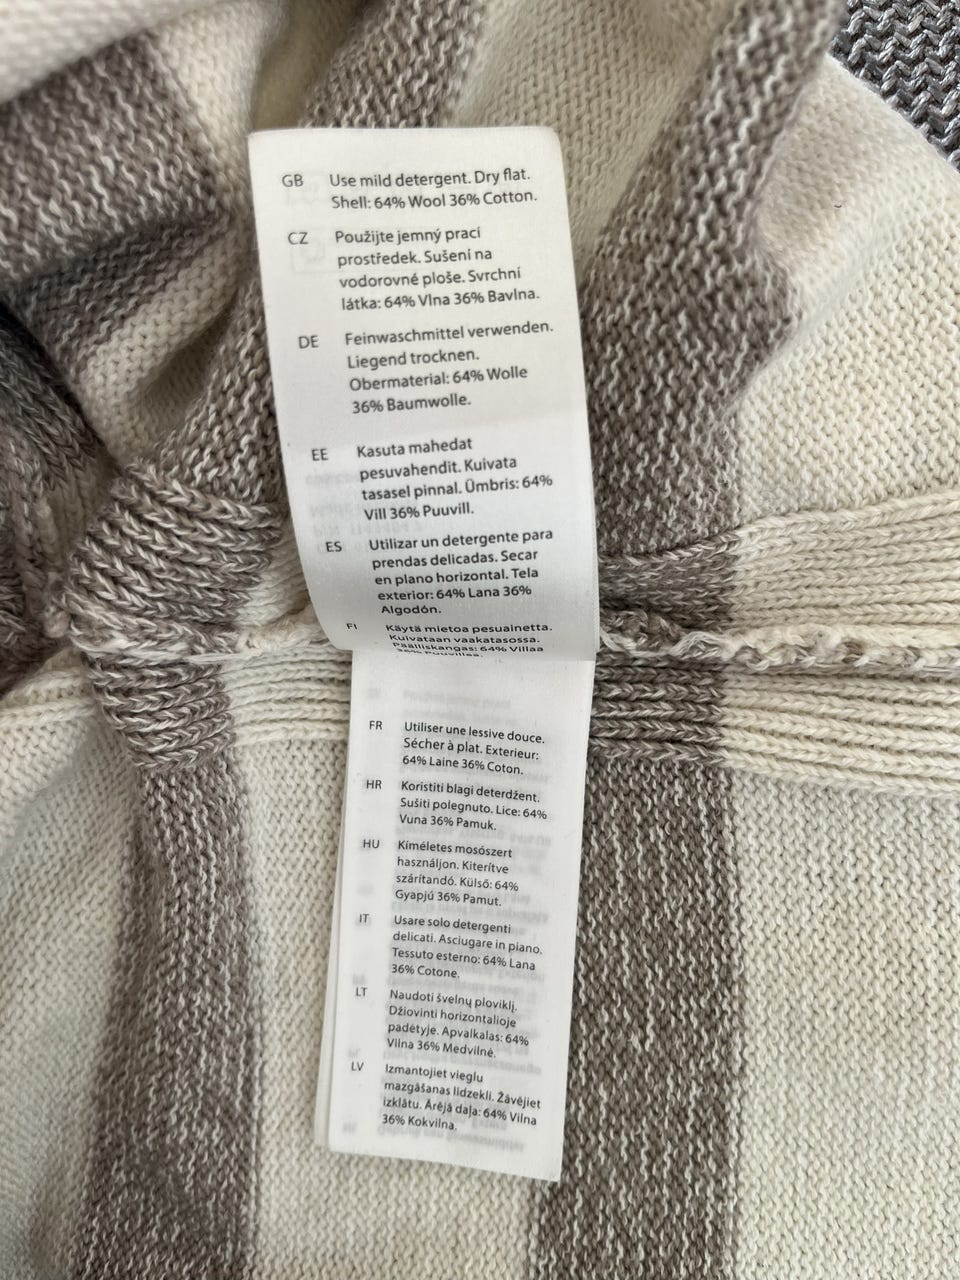 GB Use mild detergent. Dry flat.
Shell: 64% Wool 36% Cotton.
CZ Použijte jemný prací
prostředek. Sušení na
vodorovné ploše. Svrchní
látka: 64% Vlna 36% Bavlna.
DE Feinwaschmittel verwenden.
Liegend trocknen.
Obermaterial: 64% Wolle
36% Baumwolle.
EE Kasuta mahedat
pesuvahendit. Kuivata
tasasel pinnal. Ümbris: 64%
Vill 36% Puuvill.
ES Utilizar un detergente para
prendas delicadas. Secar
en plano horizontal. Tela
exterior: 64% Lana 36%
Algodón.
FI Käytä mietoa pesuainetta.
Kuivataan vaakatasossa.
Päälliskangas: 64% Villaa
36% Puuvillaa.
FR Utiliser une lessive douce.
Sécher à plat. Exterieur:
64% Laine 36% Coton.
HR Koristiti blagi deterdžent.
Sušiti polegnuto. Lice: 64%
Vuna 36% Pamuk.
HU Kíméletes mosószert
használjon. Kiterítve
szárítandó. Külső: 64%
Gyapjú 36% Pamut.
IT Usare solo detergenti
delicati. Asciugare in piano.
Tessuto esterno: 64% Lana
36% Cotone.
LT Naudoti švelnų ploviklį.
Džiovinti horizontalioje
padėtyje. Apvalkalas: 64%
Vilna 36% Medvilnė.
LV Izmantojiet vieglu
mazgāšanas līdzekli. Žāvējiet
izklātu. Ārējā daļa: 64% Vilna
36% Kokvilna.